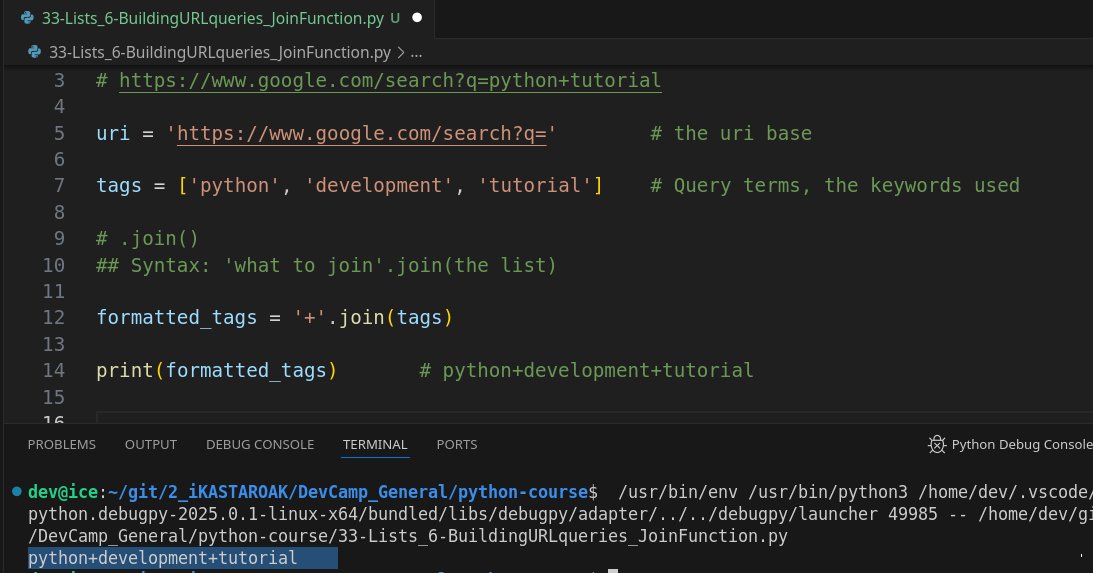 33-Lists_6-BuildingURLqueries_JoinFunction.py U
33-Lists_6-BuildingURLqueries_JoinFunction.py > ...
3 # https://www.google.com/search?q=python+tutorial
4
5 uri = 'https://www.google.com/search?q=' # the uri base
6
7 tags = ['python', 'development', 'tutorial'] # Query terms, the keywords used
8
9 # .join()
10 ## Syntax: 'what to join'.join(the list)
11
12 formatted_tags = '+'.join(tags)
13
14 print(formatted_tags) # python+development+tutorial
15
16
PROBLEMS OUTPUT DEBUG CONSOLE TERMINAL PORTS Python Debug Console
dev@ice:~/git/2_iKASTAROAK/DevCamp_General/python-course$ /usr/bin/env /usr/bin/python3 /home/dev/.vscode/
python.debugpy-2025.0.1-linux-x64/bundled/libs/debugpy/adapter/../../debugpy/launcher 49985 -- /home/dev/gi
/DevCamp_General/python-course/33-Lists_6-BuildingURLqueries_JoinFunction.py
python+development+tutorial